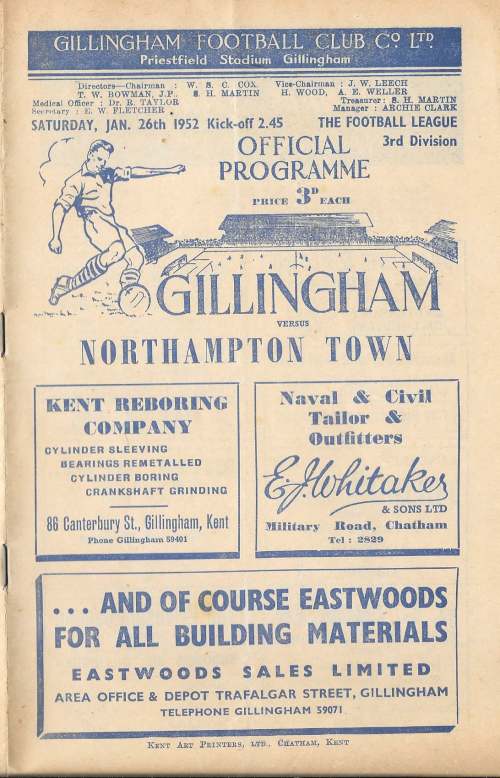 GILLINGHAM FOOTBALL CLUB Co LTD.
Priestfield Stadium Gillingham
Directors—Chairman : W. S. C. COX. Vice-Chairman : J. W. LEECH
T. W. BOWMAN, J.P., S. H. MARTIN H. WOOD, A. E. WELLER
Medical Officer : Dr. R. TAYLOR Treasurer: S. H. MARTIN
Secretary : E. W. FLETCHER Manager : ARCHIE CLARK
SATURDAY, JAN. 26th 1952 Kick-off 2.45 THE FOOTBALL LEAGUE
3rd Division
OFFICIAL
PROGRAMME
PRICE 3D EACH
GILLINGHAM
VERSUS
NORTHAMPTON TOWN
KENT REBORING
COMPANY
CYLINDER SLEEVING
BEARINGS REMETALLED
CYLINDER BORING
CRANKSHAFT GRINDING
86 Canterbury St., Gillingham, Kent
Phone Gillingham 59401
Naval & Civil
Tailor &
Outfitters
E. J. Whitaker
& SONS LTD
Military Road, Chatham
Tel : 2829
... AND OF COURSE EASTWOODS
FOR ALL BUILDING MATERIALS
EASTWOODS SALES LIMITED
AREA OFFICE & DEPOT TRAFALGAR STREET, GILLINGHAM
TELEPHONE GILLINGHAM 59071
KENT ART PRINTERS, LTD., CHATHAM, KENT